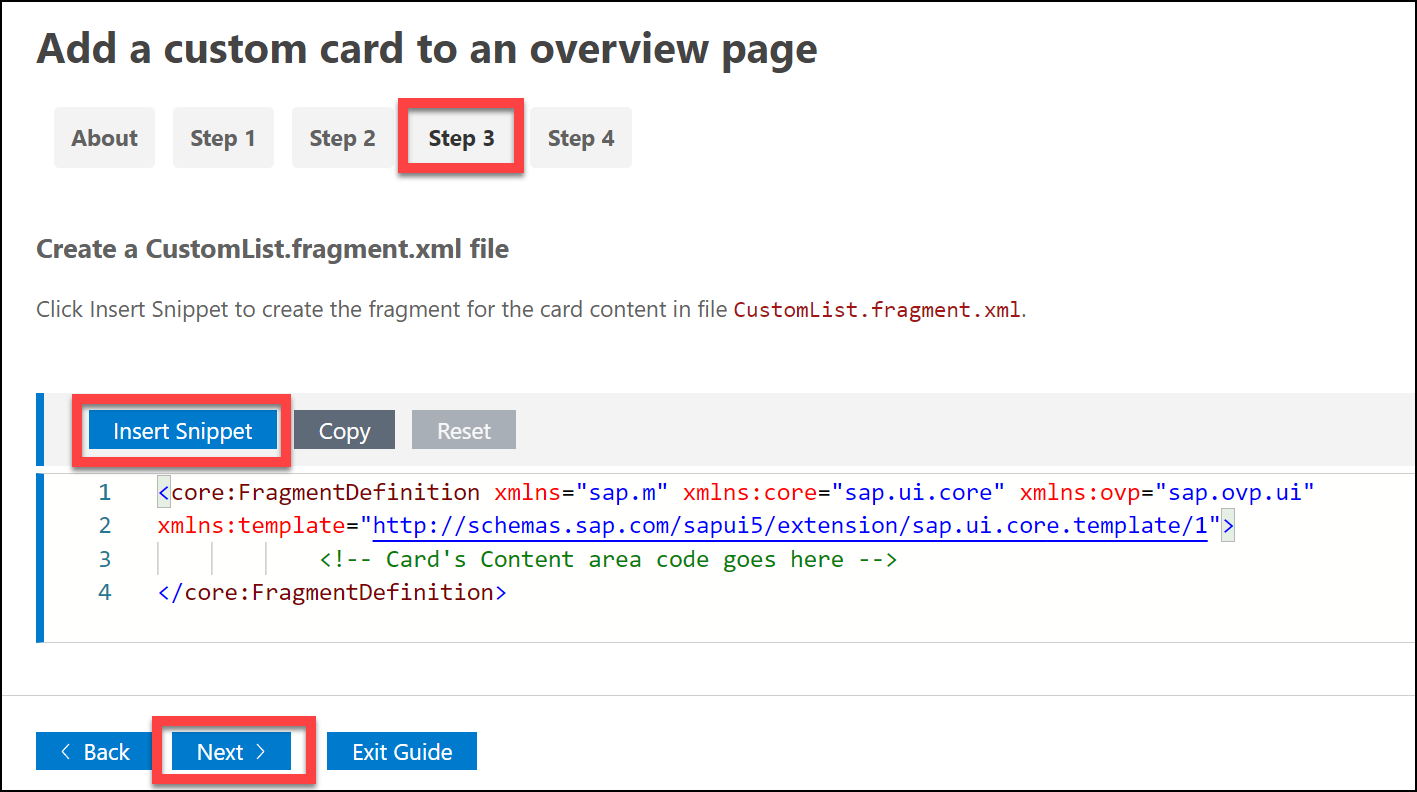 Add a custom card to an overview page
About Step 1 Step 2 Step 3 Step 4
Create a CustomList.fragment.xml file
Click Insert Snippet to create the fragment for the card content in file CustomList.fragment.xml.
Insert Snippet Copy Reset
1 <core:FragmentDefinition xmlns="sap.m" xmlns:core="sap.ui.core" xmlns:ovp="sap.ovp.ui"
2 xmlns:template="http://schemas.sap.com/sapui5/extension/sap.ui.core.template/1">
3 <!-- Card's Content area code goes here -->
4 </core:FragmentDefinition>
< Back Next > Exit Guide